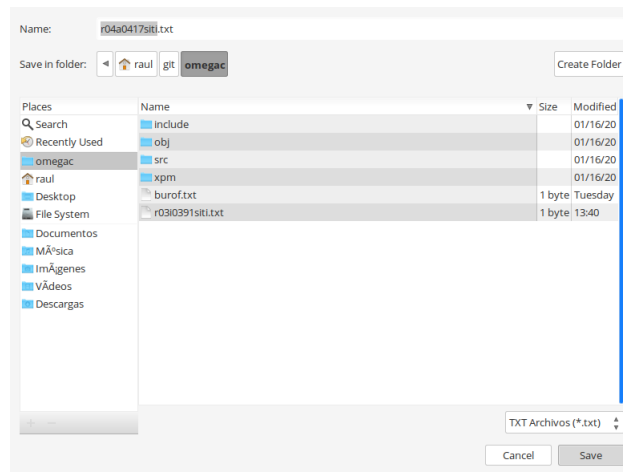 Name: r04a0417siti.txt
Save in folder: raul git omegac Create Folder
Places Name Size Modified
Search include 01/16/20
Recently Used obj 01/16/20
omegac src 01/16/20
raul xpm 01/16/20
Desktop burof.txt 1 byte Tuesday
File System r03i0391siti.txt 1 byte 13:40
Documentos
MÃºsica
ImÃ¡genes
VÃdeos
Descargas
TXT Archivos (*.txt)
Cancel Save